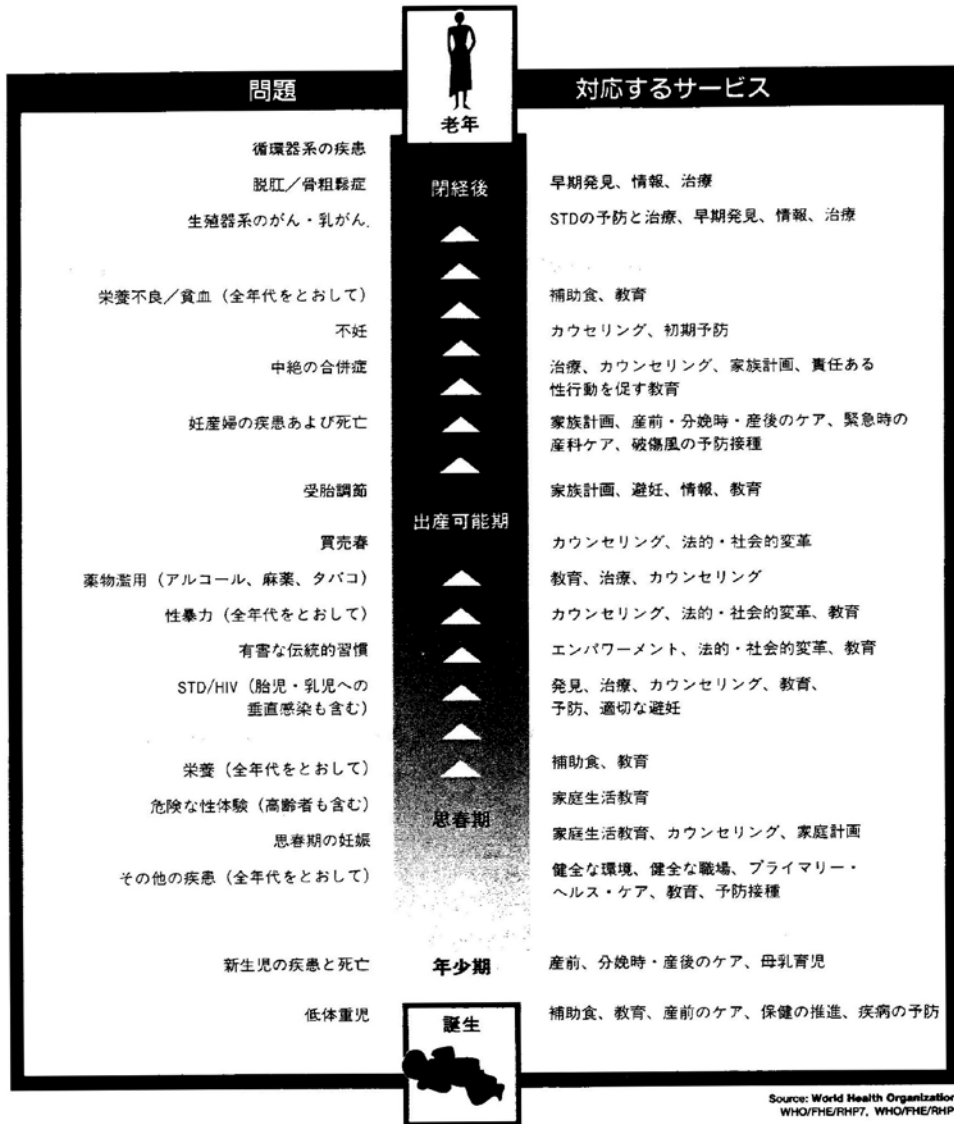 問題
対応するサービス
老年
循環器系の疾患
脱肛／骨粗鬆症
閉経後
早期発見、情報、治療
生殖器系のがん・乳がん
STDの予防と治療、早期発見、情報、治療
栄養不良／貧血（全年代をとおして）
補助食、教育
不妊
カウセリング、初期予防
中絶の合併症
治療、カウンセリング、家族計画、責任ある
性行動を促す教育
妊産婦の疾患および死亡
家族計画、産前・分娩時・産後のケア、緊急時の
産科ケア、破傷風の予防接種
受胎調節
家族計画、避妊、情報、教育
出産可能期
買売春
カウンセリング、法的・社会的変革
薬物濫用（アルコール、麻薬、タバコ）
教育、治療、カウンセリング
性暴力（全年代をとおして）
カウンセリング、法的・社会的変革、教育
有害な伝統的習慣
エンパワーメント、法的・社会的変革、教育
STD/HIV（胎児・乳児への
垂直感染も含む）
発見、治療、カウンセリング、教育、
予防、適切な避妊
栄養（全年代をとおして）
補助食、教育
危険な性体験（高齢者も含む）
家庭生活教育
思春期
思春期の妊娠
家庭生活教育、カウンセリング、家庭計画
その他の疾患（全年代をとおして）
健全な環境、健全な職場、プライマリー・
ヘルス・ケア、教育、予防接種
新生児の疾患と死亡
年少期
産前、分娩時・産後のケア、母乳育児
低体重児
誕生
補助食、教育、産前のケア、保健の推進、疾病の予防
Source: World Health Organization
WHO/FHE/RHP7, WHO/FHE/RHP